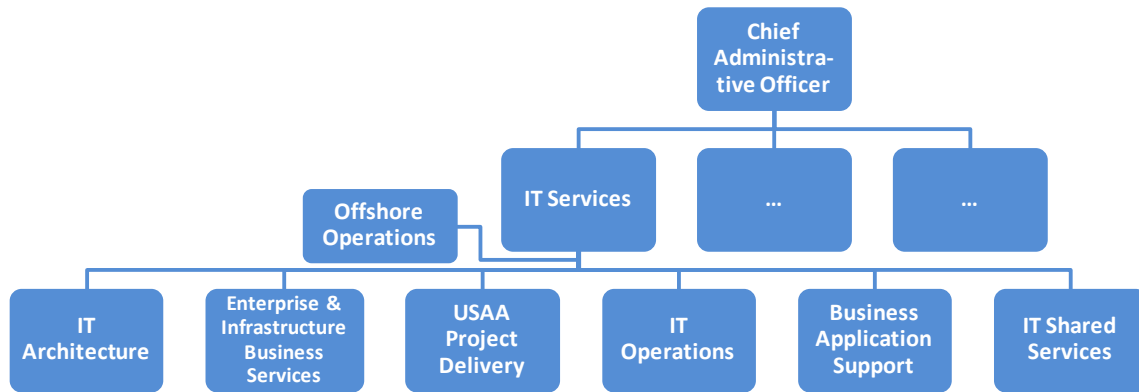 Chief
Administra-
tive Officer
IT Services
...
...
Offshore
Operations
IT
Architecture
Enterprise &
Infrastructure
Business
Services
USAA
Project
Delivery
IT
Operations
Business
Application
Support
IT Shared
Services